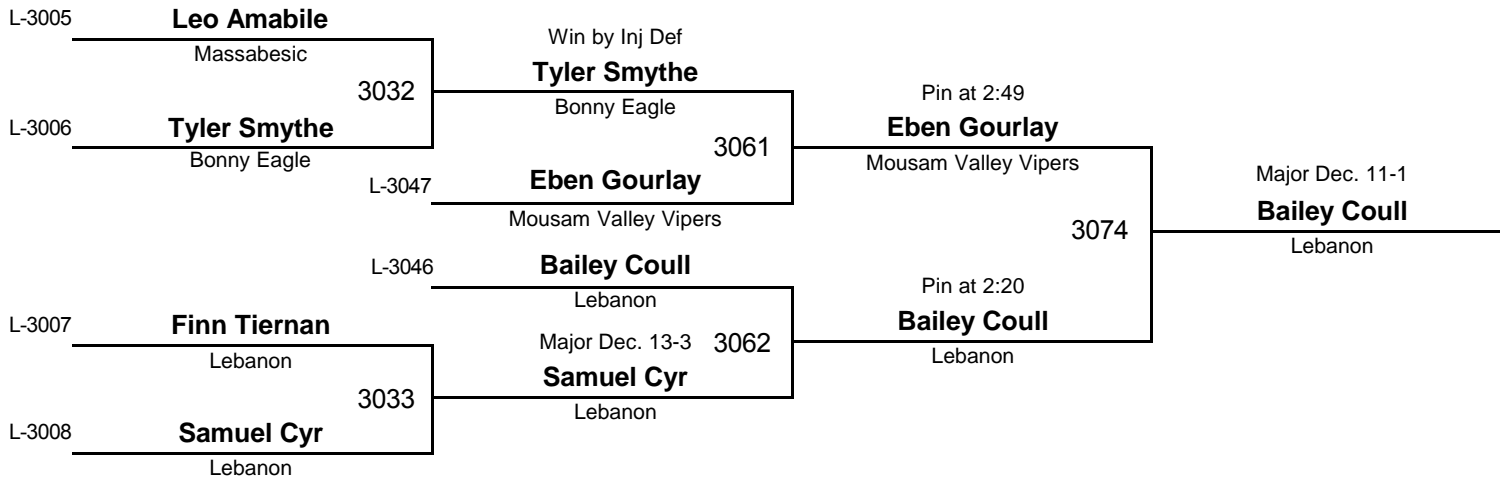 L-3005
Leo Amabile
Massabesic
3032
L-3006
Tyler Smythe
Bonny Eagle
Win by Inj Def
Tyler Smythe
Bonny Eagle
3061
L-3047
Eben Gourlay
Mousam Valley Vipers
L-3046
Bailey Coull
Lebanon
L-3007
Finn Tiernan
Lebanon
3033
L-3008
Samuel Cyr
Lebanon
Major Dec. 13-3
3062
Samuel Cyr
Lebanon
Pin at 2:49
Eben Gourlay
Mousam Valley Vipers
3074
Pin at 2:20
Bailey Coull
Lebanon
Major Dec. 11-1
Bailey Coull
Lebanon